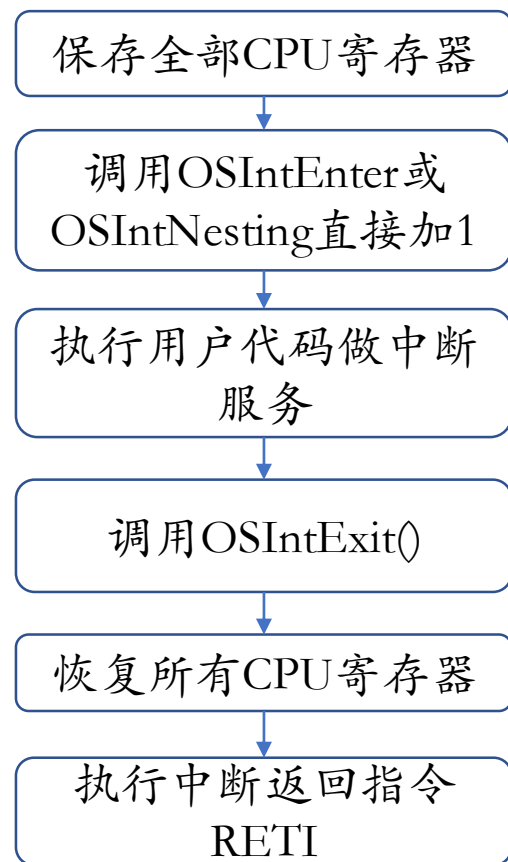 保存全部CPU寄存器
调用OSIntEnter或
OSIntNesting直接加1
执行用户代码做中断
服务
调用OSIntExit()
恢复所有CPU寄存器
执行中断返回指令
RETI